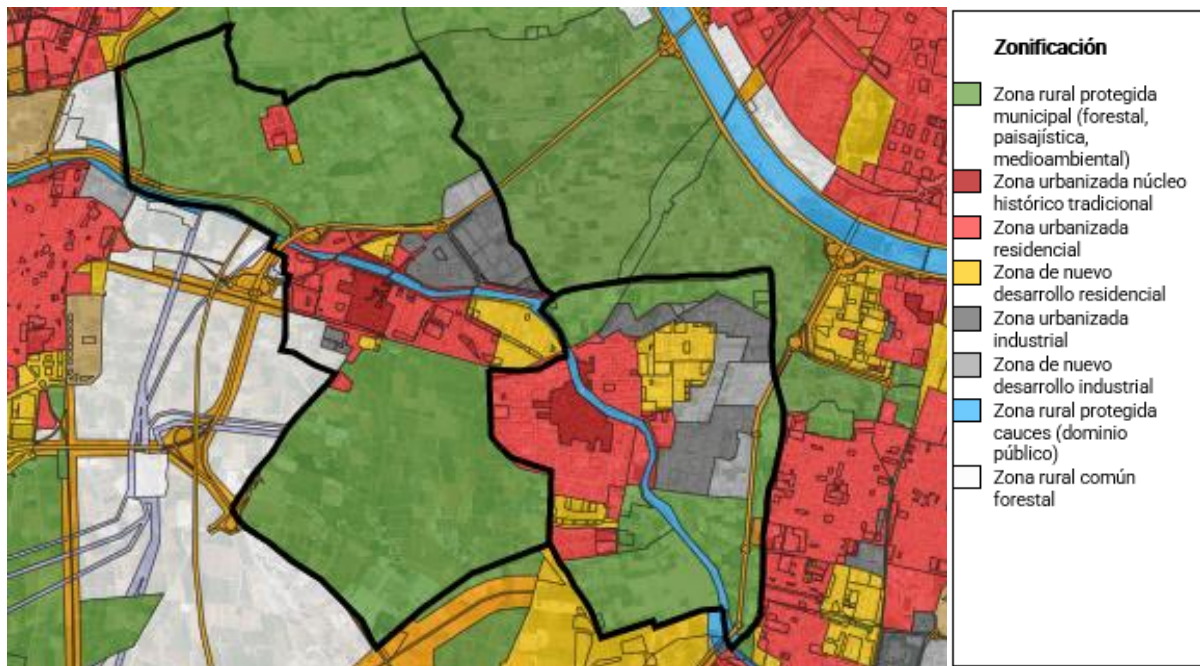 Zonificación
Zona rural protegida
municipal (forestal,
paisajística,
medioambiental)
Zona urbanizada núcleo
histórico tradicional
Zona urbanizada
residencial
Zona de nuevo
desarrollo residencial
Zona urbanizada
industrial
Zona de nuevo
desarrollo industrial
Zona rural protegida
cauces (dominio
público)
Zona rural común
forestal